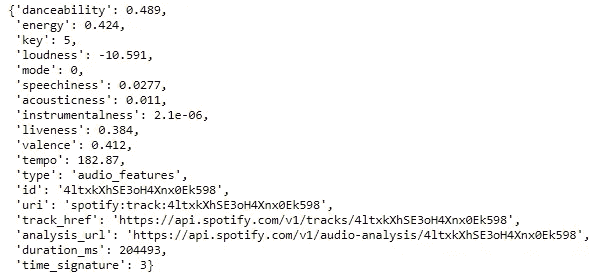 {'danceability': 0.489,
 'energy': 0.424,
 'key': 5,
 'loudness': -10.591,
 'mode': 0,
 'speechiness': 0.0277,
 'acousticness': 0.011,
 'instrumentalness': 2.1e-06,
 'liveness': 0.384,
 'valence': 0.412,
 'tempo': 182.87,
 'type': 'audio_features',
 'id': '4ltxkXhSE3oH4Xnx0Ek598',
 'uri': 'spotify:track:4ltxkXhSE3oH4Xnx0Ek598',
 'track_href': 'https://api.spotify.com/v1/tracks/4ltxkXhSE3oH4Xnx0Ek598',
 'analysis_url': 'https://api.spotify.com/v1/audio-analysis/4ltxkXhSE3oH4Xnx0Ek598',
 'duration_ms': 204493,
 'time_signature': 3}